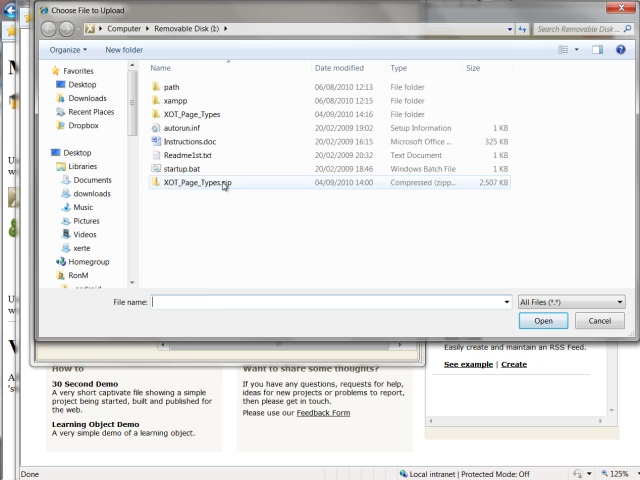 Choose File to Upload
Computer Removable Disk (I:)
Search Removable Disk ...
Organize New folder
Name Date modified Type Size
Favorites
Desktop
Downloads
Recent Places
Dropbox
Desktop
Libraries
Documents
downloads
Music
Pictures
Videos
xerte
Homegroup
RonM
path 06/08/2010 12:13 File folder
xampp 06/08/2010 12:15 File folder
XOT_Page_Types 04/09/2010 14:16 File folder
autorun.inf 20/02/2009 19:02 Setup Information 1 KB
Instructions.doc 20/02/2009 16:15 Microsoft Office ... 325 KB
Readme1st.txt 20/02/2009 20:32 Text Document 1 KB
startup.bat 20/02/2009 18:46 Windows Batch File 1 KB
XOT_Page_Types.zip 04/09/2010 14:00 Compressed (zipp... 2,507 KB
File name:
All Files (*.*)
Open Cancel
Easily create and maintain an RSS Feed.
See example | Create
How to
30 Second Demo
A very short captivate file showing a simple
project being started, built and published for
the web.
Learning Object Demo
A very simple demo of a learning object.
Want to share some thoughts?
If you have any questions, requests for help,
ideas for new projects or problems to report,
then please get in touch.
Please use our Feedback Form
Done
Local intranet | Protected Mode: Off
125%